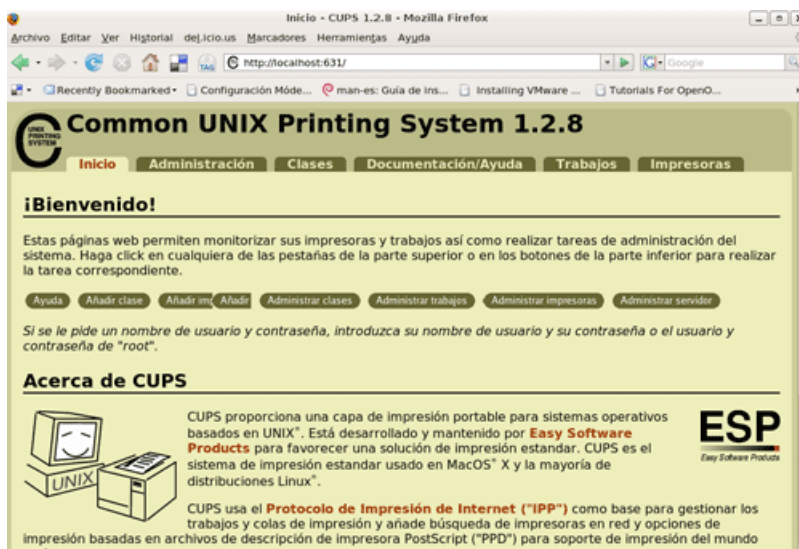 Inicio - CUPS 1.2.8 - Mozilla Firefox
Archivo Editar Ver Historial del.icio.us Marcadores Herramientas Ayuda
TAG http://localhost:631/ Google
Recently Bookmarked Configuración Móde... man-es: Guía de ins... Installing VMware ... Tutorials For OpenO...
UNIX PRINTING SYSTEM
Common UNIX Printing System 1.2.8
Inicio Administración Clases Documentación/Ayuda Trabajos Impresoras
¡Bienvenido!
Estas páginas web permiten monitorizar sus impresoras y trabajos así como realizar tareas de administración del
sistema. Haga click en cualquiera de las pestañas de la parte superior o en los botones de la parte inferior para realizar
la tarea correspondiente.
Ayuda Añadir clase Añadir im Añadir Administrar clases Administrar trabajos Administrar impresoras Administrar servidor
Si se le pide un nombre de usuario y contraseña, introduzca su nombre de usuario y su contraseña o el usuario y
contraseña de "root".
Acerca de CUPS
UNIX
CUPS proporciona una capa de impresión portable para sistemas operativos
basados en UNIX®. Está desarrollado y mantenido por Easy Software
Products para favorecer una solución de impresión estandar. CUPS es el
sistema de impresión estandar usado en MacOS® X y la mayoría de
distribuciones Linux®.
ESP
Easy Software Products
CUPS usa el Protocolo de Impresión de Internet ("IPP") como base para gestionar los
trabajos y colas de impresión y añade búsqueda de impresoras en red y opciones de
impresión basadas en archivos de descripción de impresora PostScript ("PPD") para soporte de impresión del mundo